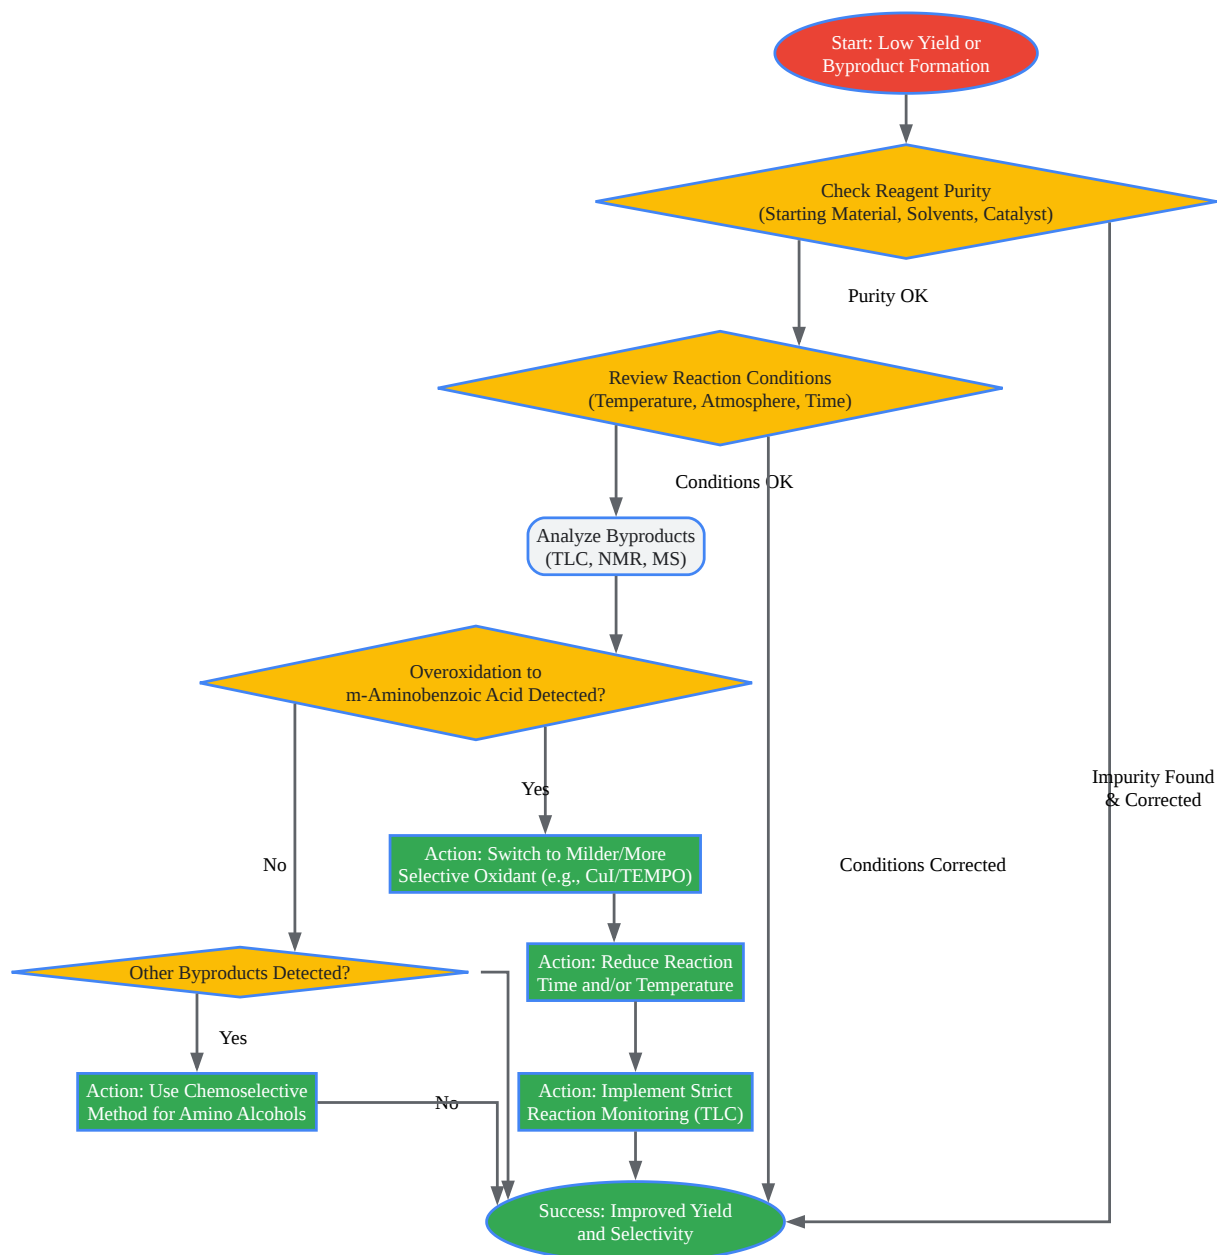 Start: Low Yield or
Byproduct Formation
Check Reagent Purity
(Starting Material, Solvents, Catalyst)
Purity OK
Review Reaction Conditions
(Temperature, Atmosphere, Time)
Conditions OK
Analyze Byproducts
(TLC, NMR, MS)
Overoxidation to
m-Aminobenzoic Acid Detected?
Yes
Impurity Found
& Corrected
Action: Switch to Milder/More
Selective Oxidant (e.g., CuI/TEMPO)
No
Conditions Corrected
Action: Reduce Reaction
Time and/or Temperature
Other Byproducts Detected?
Yes
Action: Use Chemoselective
Method for Amino Alcohols
No
Action: Implement Strict
Reaction Monitoring (TLC)
Success: Improved Yield
and Selectivity